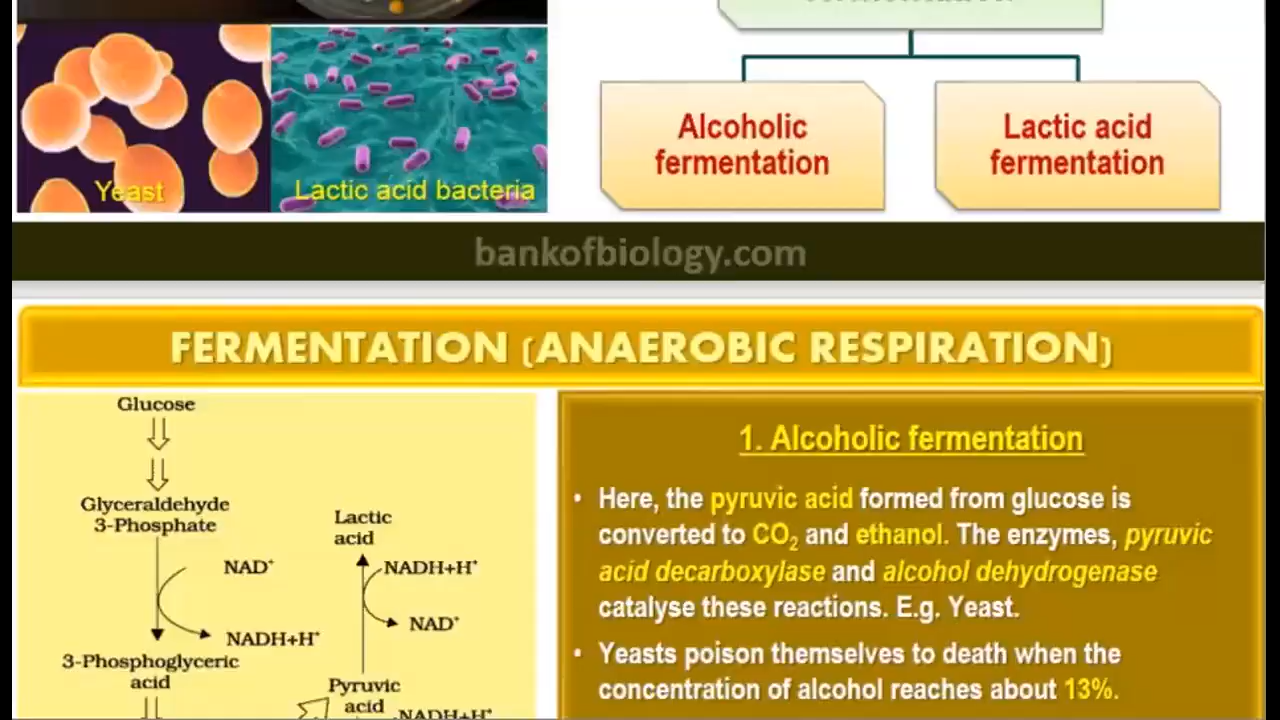 Yeast
Lactic acid bacteria
Alcoholic
fermentation
Lactic acid
fermentation
bankofbiology.com
FERMENTATION (ANAEROBIC RESPIRATION)
Glucose
Glyceraldehyde
3-Phosphate
NAD⁺
NADH+H⁺
3-Phosphoglyceric
acid
Lactic
acid
NADH+H⁺
NAD⁺
Pyruvic
acid
NADH+H⁺
1. Alcoholic fermentation
• Here, the pyruvic acid formed from glucose is
converted to CO₂ and ethanol. The enzymes, pyruvic
acid decarboxylase and alcohol dehydrogenase
catalyse these reactions. E.g. Yeast.
• Yeasts poison themselves to death when the
concentration of alcohol reaches about 13%.